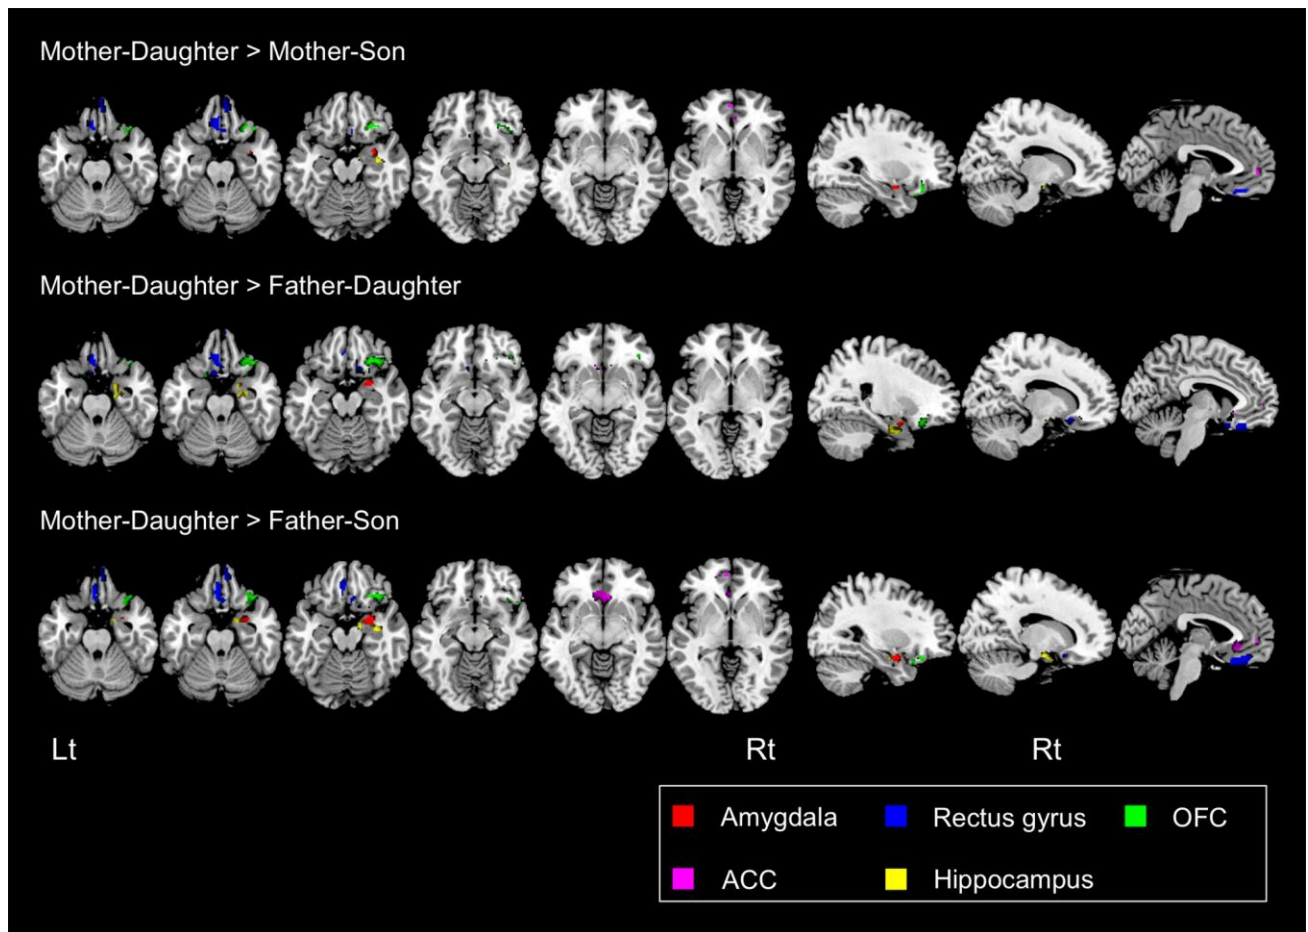 Mother-Daughter > Mother-Son
Mother-Daughter > Father-Daughter
Mother-Daughter > Father-Son
Lt Rt Rt
Amygdala Rectus gyrus OFC
ACC Hippocampus